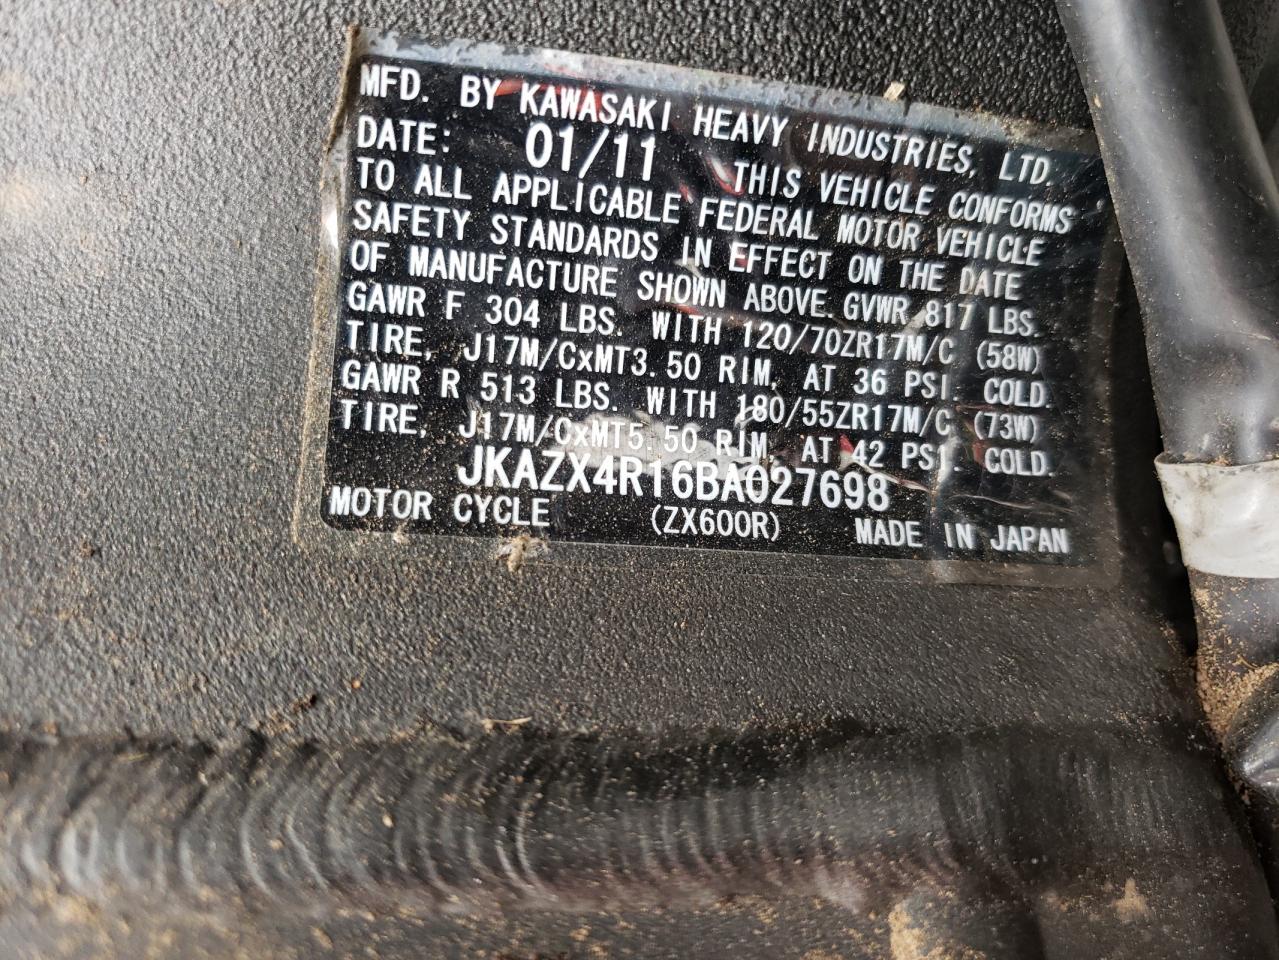 MFD. BY KAWASAKI HEAVY INDUSTRIES, LTD.
DATE: 01/11 THIS VEHICLE CONFORMS
TO ALL APPLICABLE FEDERAL MOTOR VEHICLE
SAFETY STANDARDS IN EFFECT ON THE DATE
OF MANUFACTURE SHOWN ABOVE. GVWR 817 LBS.
GAWR F 304 LBS. WITH 120/70ZR17M/C (58W)
TIRE, J17M/CxMT3.50 RIM, AT 36 PSI. COLD.
GAWR R 513 LBS. WITH 180/55ZR17M/C (73W)
TIRE, J17M/CxMT5.50 RIM, AT 42 PSI. COLD.
JKAZX4R16BA027698
MOTOR CYCLE (ZX600R) MADE IN JAPAN